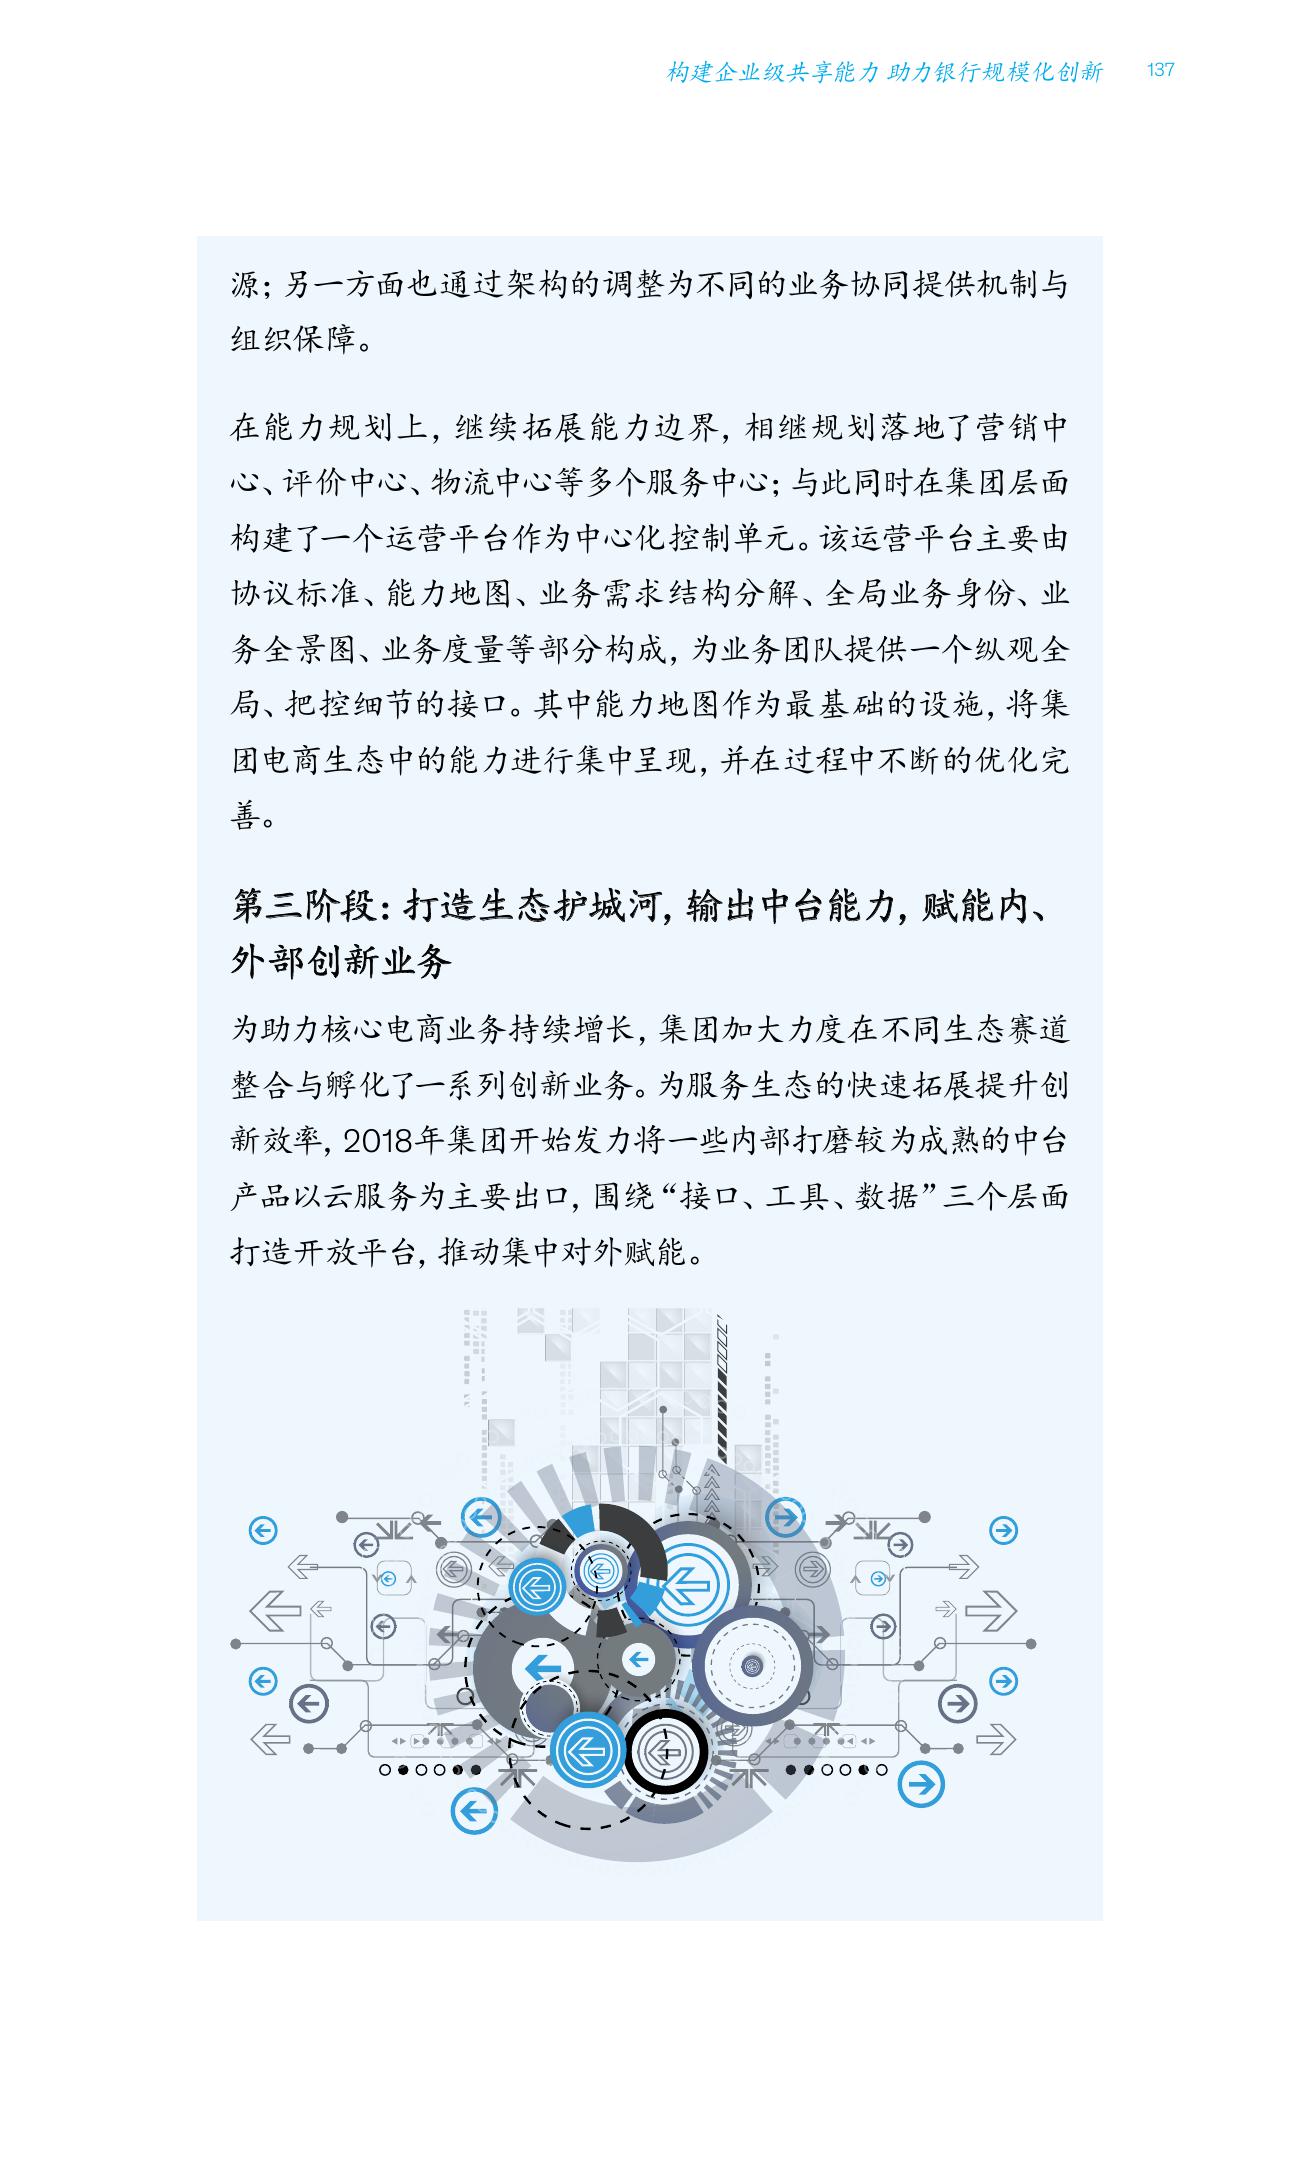 构建企业级共享能力 助力银行规模化创新 137
源；另一方面也通过架构的调整为不同的业务协同提供机制与
组织保障。
在能力规划上，继续拓展能力边界，相继规划落地了营销中
心、评价中心、物流中心等多个服务中心；与此同时在集团层面
构建了一个运营平台作为中心化控制单元。该运营平台主要由
协议标准、能力地图、业务需求结构分解、全局业务身份、业
务全景图、业务度量等部分构成，为业务团队提供一个纵观全
局、把控细节的接口。其中能力地图作为最基础的设施，将集
团电商生态中的能力进行集中呈现，并在过程中不断的优化完
善。
第三阶段：打造生态护城河，输出中台能力，赋能内、
外部创新业务
为助力核心电商业务持续增长，集团加大力度在不同生态赛道
整合与孵化了一系列创新业务。为服务生态的快速拓展提升创
新效率，2018年集团开始发力将一些内部打磨较为成熟的中台
产品以云服务为主要出口，围绕“接口、工具、数据”三个层面
打造开放平台，推动集中对外赋能。